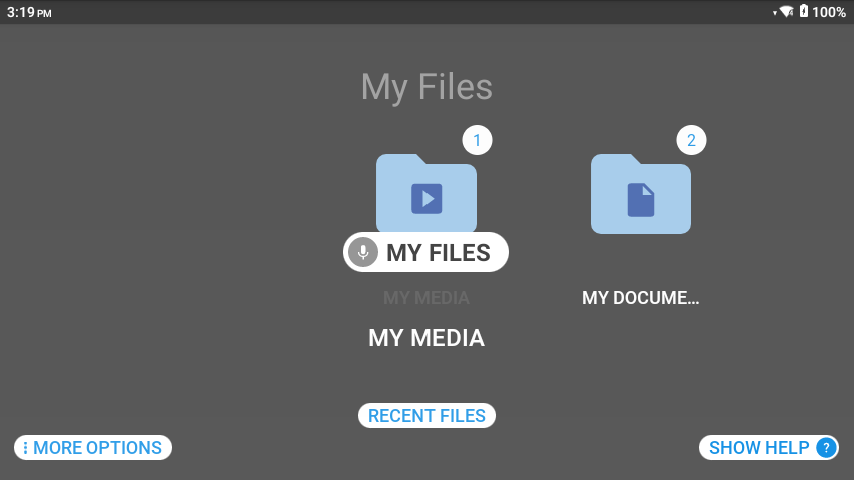 3:19 PM
100%
My Files
1
2
MY FILES
MY MEDIA
MY DOCUME...
MY MEDIA
RECENT FILES
MORE OPTIONS
SHOW HELP ?